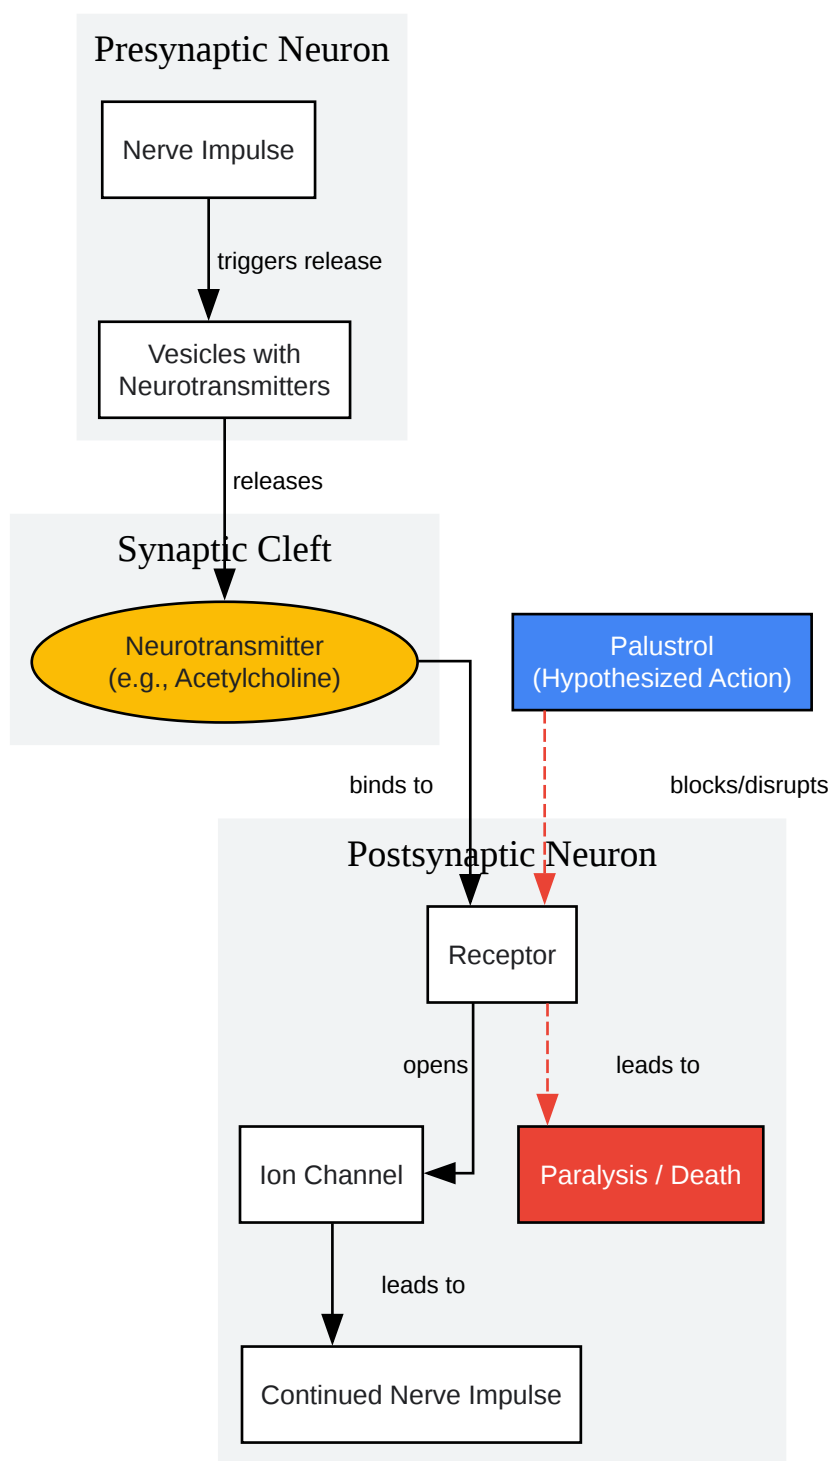 Presynaptic Neuron
Nerve Impulse
triggers release
Vesicles with
Neurotransmitters
releases
Synaptic Cleft
Neurotransmitter
(e.g., Acetylcholine)
Palustrol
(Hypothesized Action)
binds to
blocks/disrupts
Postsynaptic Neuron
Receptor
opens
leads to
Ion Channel
Paralysis / Death
leads to
Continued Nerve Impulse